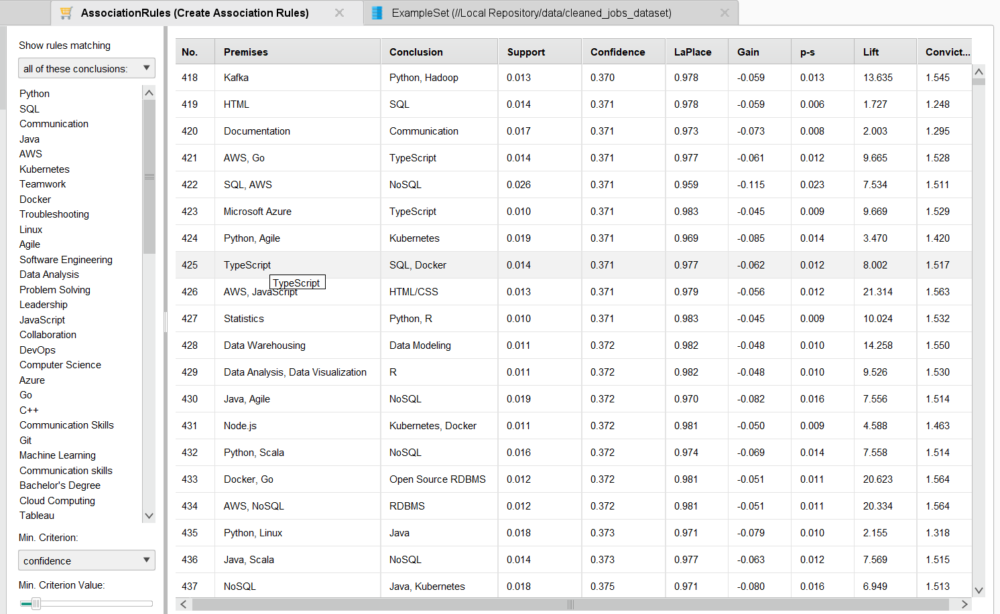 AssociationRules (Create Association Rules)
ExampleSet (//Local Repository/data/cleaned_jobs_dataset)
Show rules matching
all of these conclusions:
Python
SQL
Communication
Java
AWS
Kubernetes
Teamwork
Docker
Troubleshooting
Linux
Agile
Software Engineering
Data Analysis
Problem Solving
Leadership
JavaScript
Collaboration
DevOps
Computer Science
Azure
Go
C++
Communication Skills
Git
Machine Learning
Communication skills
Bachelor's Degree
Cloud Computing
Tableau
Min. Criterion:
confidence
Min. Criterion Value:
No. Premises Conclusion Support Confidence LaPlace Gain p-s Lift Convict...
418 Kafka Python, Hadoop 0.013 0.370 0.978 -0.059 0.013 13.635 1.545
419 HTML SQL 0.014 0.371 0.978 -0.059 0.006 1.727 1.248
420 Documentation Communication 0.017 0.371 0.973 -0.073 0.008 2.003 1.295
421 AWS, Go TypeScript 0.014 0.371 0.977 -0.061 0.012 9.665 1.528
422 SQL, AWS NoSQL 0.026 0.371 0.959 -0.115 0.023 7.534 1.511
423 Microsoft Azure TypeScript 0.010 0.371 0.983 -0.045 0.009 9.669 1.529
424 Python, Agile Kubernetes 0.019 0.371 0.969 -0.085 0.014 3.470 1.420
425 TypeScript SQL, Docker 0.014 0.371 0.977 -0.062 0.012 8.002 1.517
TypeScript
426 AWS, JavaScript HTML/CSS 0.013 0.371 0.979 -0.056 0.012 21.314 1.563
427 Statistics Python, R 0.010 0.371 0.983 -0.045 0.009 10.024 1.532
428 Data Warehousing Data Modeling 0.011 0.372 0.982 -0.048 0.010 14.258 1.550
429 Data Analysis, Data Visualization R 0.011 0.372 0.982 -0.048 0.010 9.526 1.530
430 Java, Agile NoSQL 0.019 0.372 0.970 -0.082 0.016 7.556 1.514
431 Node.js Kubernetes, Docker 0.011 0.372 0.981 -0.050 0.009 4.588 1.463
432 Python, Scala NoSQL 0.016 0.372 0.974 -0.069 0.014 7.558 1.514
433 Docker, Go Open Source RDBMS 0.012 0.372 0.981 -0.051 0.011 20.623 1.564
434 AWS, NoSQL RDBMS 0.012 0.372 0.981 -0.051 0.011 20.334 1.564
435 Python, Linux Java 0.018 0.373 0.971 -0.079 0.010 2.155 1.318
436 Java, Scala NoSQL 0.014 0.373 0.977 -0.063 0.012 7.569 1.515
437 NoSQL Java, Kubernetes 0.018 0.375 0.971 -0.080 0.016 6.949 1.513